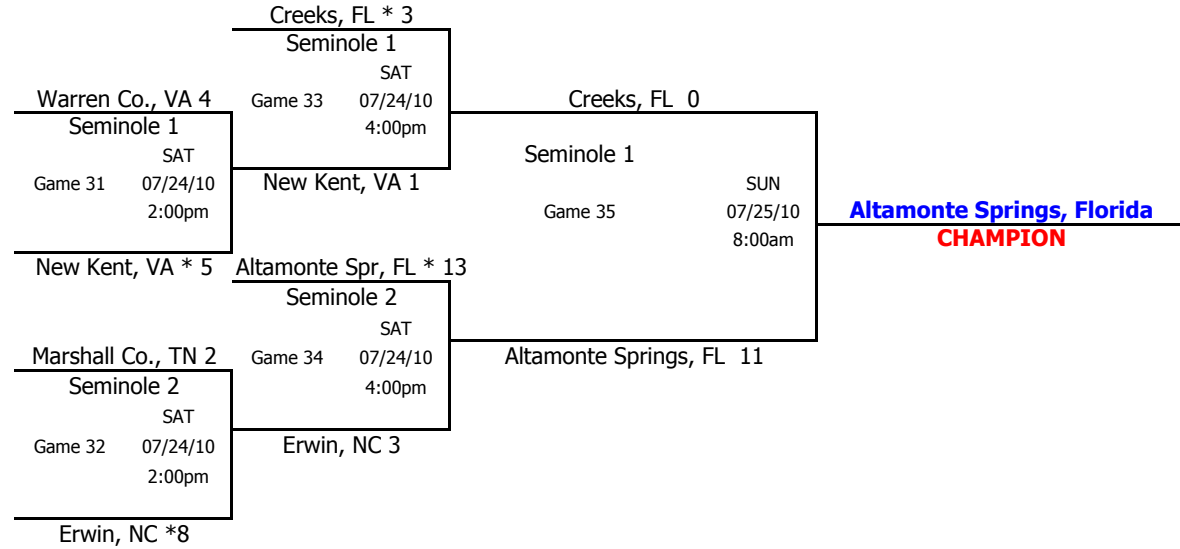 Creeks, FL * 3
Seminole 1
SAT
Warren Co., VA 4 Game 33 07/24/10 Creeks, FL 0
Seminole 1 4:00pm
SAT Seminole 1
Game 31 07/24/10 New Kent, VA 1 SUN
2:00pm Game 35 07/25/10 Altamonte Springs, Florida
8:00am CHAMPION
New Kent, VA * 5 Altamonte Spr, FL * 13
Seminole 2
SAT
Marshall Co., TN 2 Game 34 07/24/10 Altamonte Springs, FL 11
Seminole 2 4:00pm
SAT
Game 32 07/24/10 Erwin, NC 3
2:00pm
Erwin, NC *8